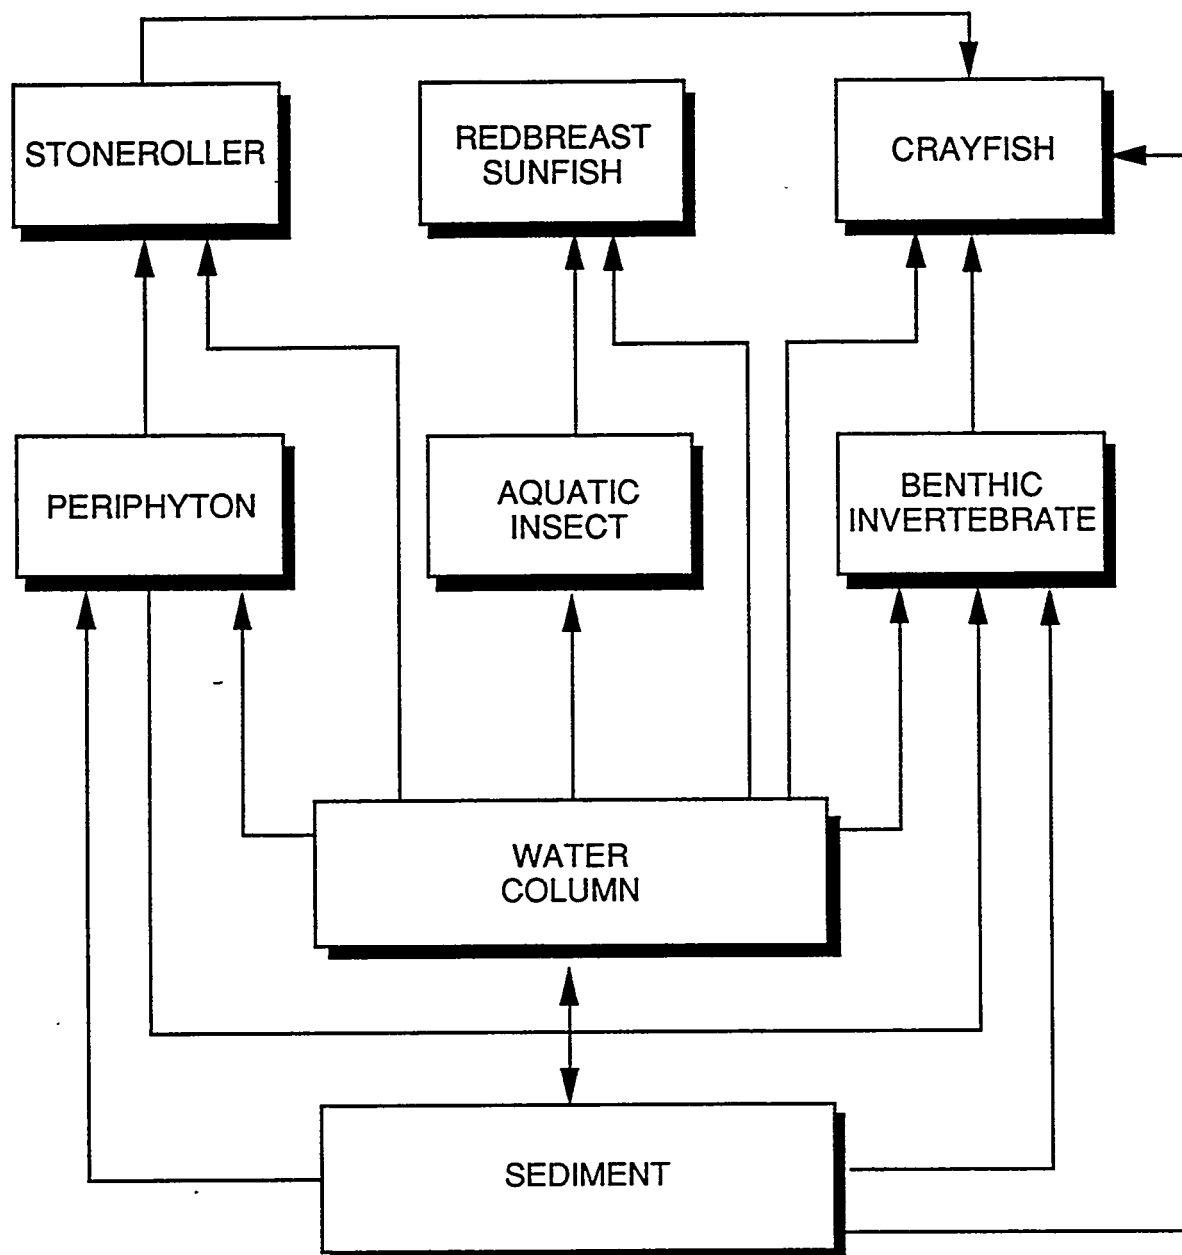 STONEROLLER
REDBREAST
SUNFISH
CRAYFISH
PERIPHYTON
AQUATIC
INSECT
BENTHIC
INVERTEBRATE
WATER
COLUMN
SEDIMENT